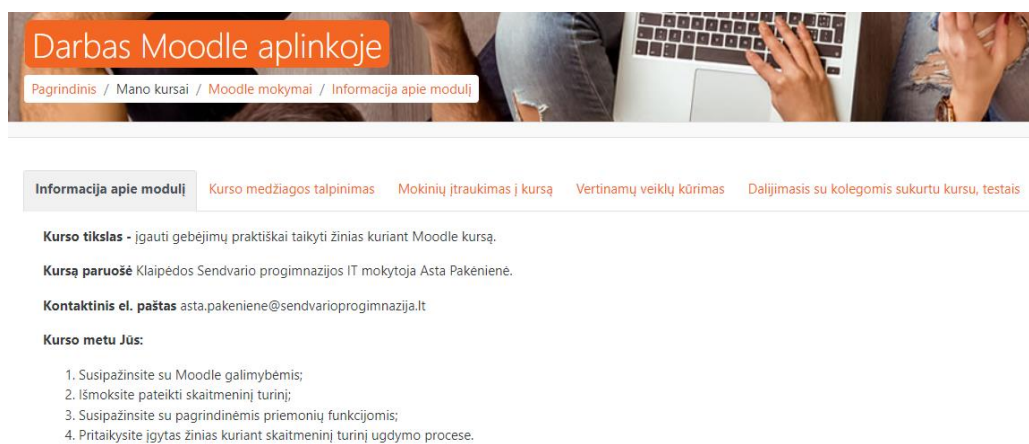 Darbas Moodle aplinkoje
Pagrindinis / Mano kursai / Moodle mokymai / Informacija apie modulį
Informacija apie modulį Kurso medžiagos talpinimas Mokinių įtraukimas į kursą Vertinamų veiklų kūrimas Dalijimasis su kolegomis sukurtu kursu, testais
Kurso tikslas - įgauti gebėjimų praktiškai taikyti žinias kuriant Moodle kursą.
Kursą paruošė Klaipėdos Sendvario progimnazijos IT mokytoja Asta Pakėnienė.
Kontaktinis el. paštas asta.pakeniene@sendvarioprogimnazija.lt
Kurso metu Jūs:
1. Susipažinsite su Moodle galimybėmis;
2. Išmoksite pateikti skaitmeninį turinį;
3. Susipažinsite su pagrindinėmis priemonių funkcijomis;
4. Pritaikysite įgytas žinias kuriant skaitmeninį turinį ugdymo procese.